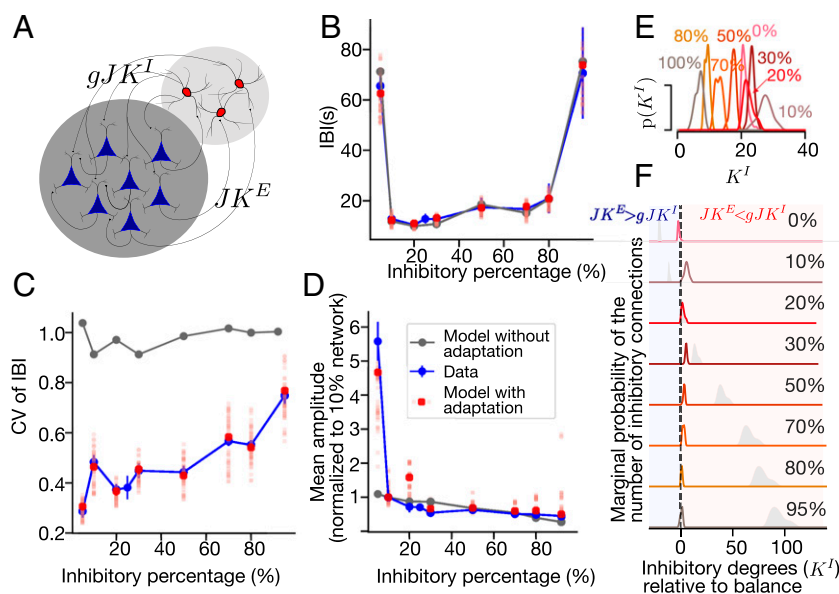 A
gJK^I
JK^E
B
IBI(s)
80
60
40
20
20 40 60 80
Inhibitory percentage (%)
C
CV of IBI
1.0
0.8
0.6
0.4
0.2
20 40 60 80
Inhibitory percentage (%)
D
Mean amplitude
(normalized to 10% network)
6
5
4
3
2
1
0
Model without
adaptation
Data
Model with
adaptation
0 20 40 60 80
Inhibitory percentage (%)
E
80% 50% 0%
100% 70% 30%
20%
10%
p(K^I)
0 20 40
K^I
F
JK^E>gJK^I JK^E<gJK^I
Marginal probability of the
number of inhibitory connections
0%
10%
20%
30%
50%
70%
80%
95%
0 50 100
Inhibitory degrees (K^I)
relative to balance